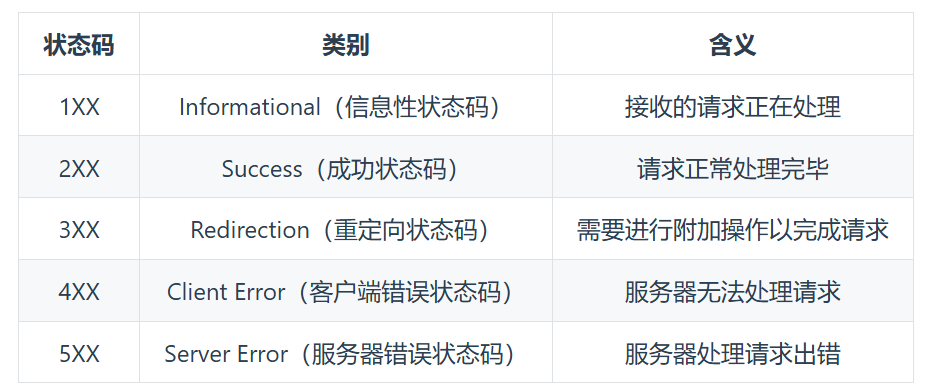 状态码 类别 含义
1XX Informational（信息性状态码） 接收的请求正在处理
2XX Success（成功状态码） 请求正常处理完毕
3XX Redirection（重定向状态码） 需要进行附加操作以完成请求
4XX Client Error（客户端错误状态码） 服务器无法处理请求
5XX Server Error（服务器错误状态码） 服务器处理请求出错